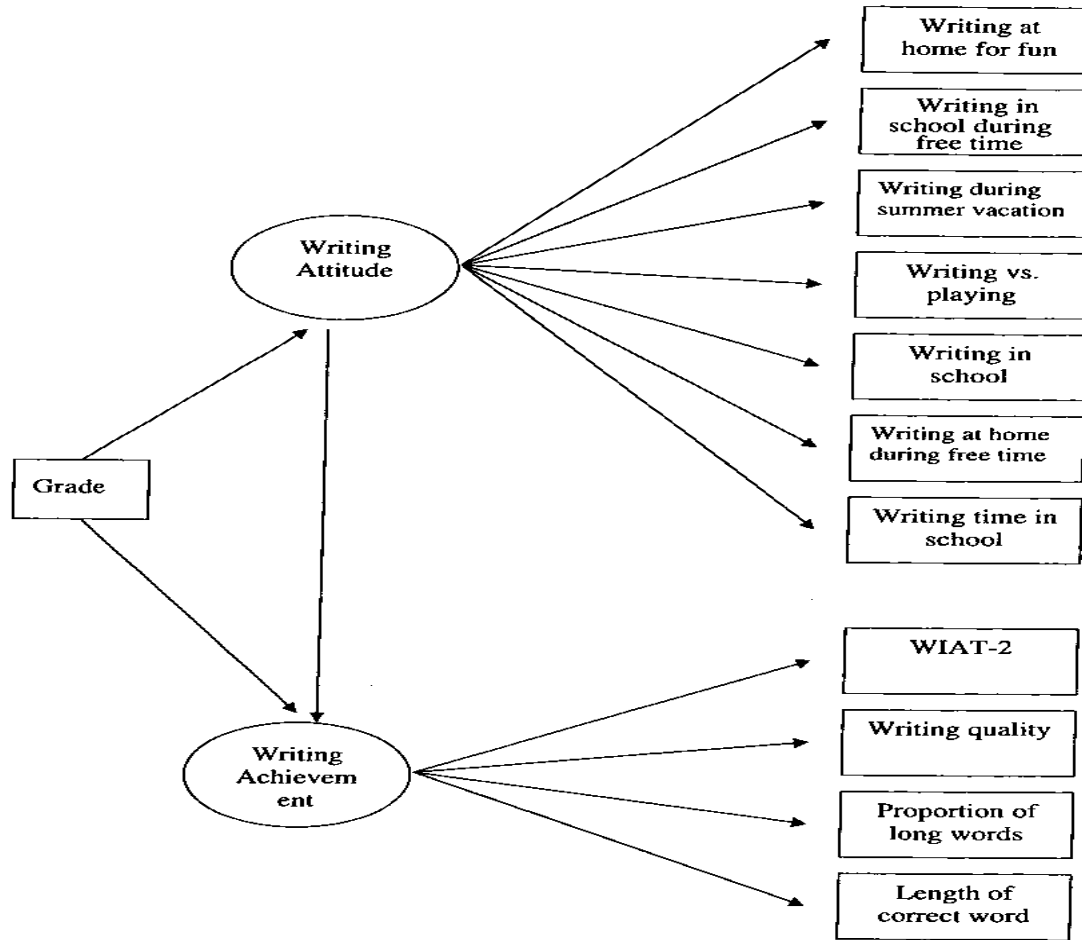 Writing at
home for fun
Writing in
school during
free time
Writing during
summer vacation
Writing
Attitude
Writing vs.
playing
Writing in
school
Writing at home
during free time
Grade
Writing time in
school
WIAT-2
Writing quality
Writing
Achievem
ent
Proportion of
long words
Length of
correct word